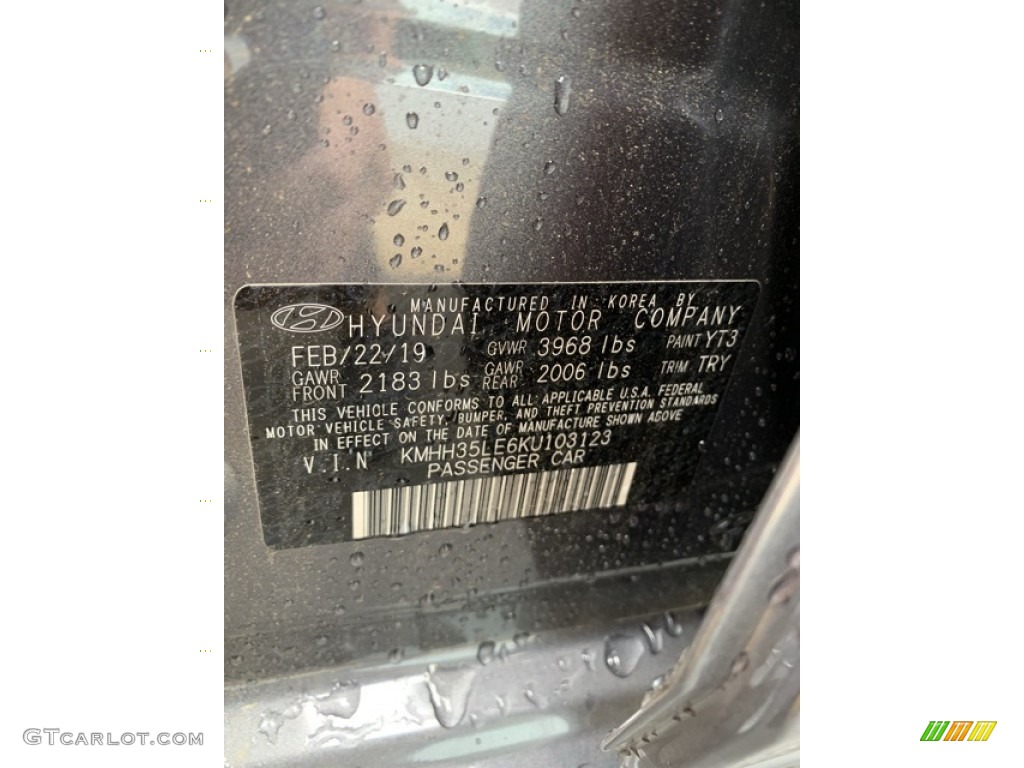 MANUFACTURED IN KOREA BY
HYUNDAI MOTOR COMPANY
FEB/22/19 GVWR 3968 lbs PAINT YT3
GAWR FRONT 2183 lbs GAWR REAR 2006 lbs TRIM TRY
THIS VEHICLE CONFORMS TO ALL APPLICABLE U.S.A. FEDERAL
MOTOR VEHICLE SAFETY, BUMPER, AND THEFT PREVENTION STANDARDS
IN EFFECT ON THE DATE OF MANUFACTURE SHOWN ABOVE
V.I.N KMHH35LE6KU103123
PASSENGER CAR
GTCARLOT.COM